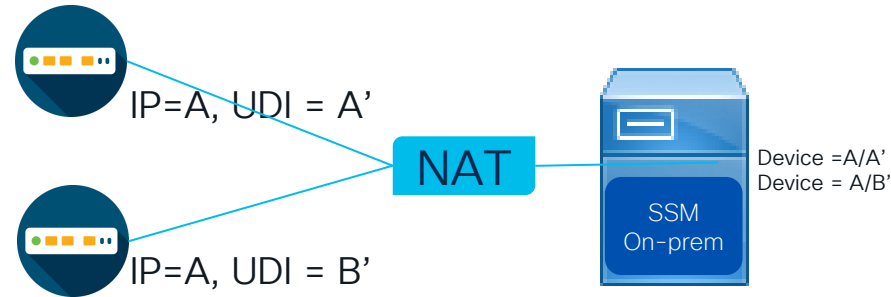 IP=A, UDI = A’
NAT
Device =A/A’
Device = A/B’
SSM
On-prem
IP=A, UDI = B’